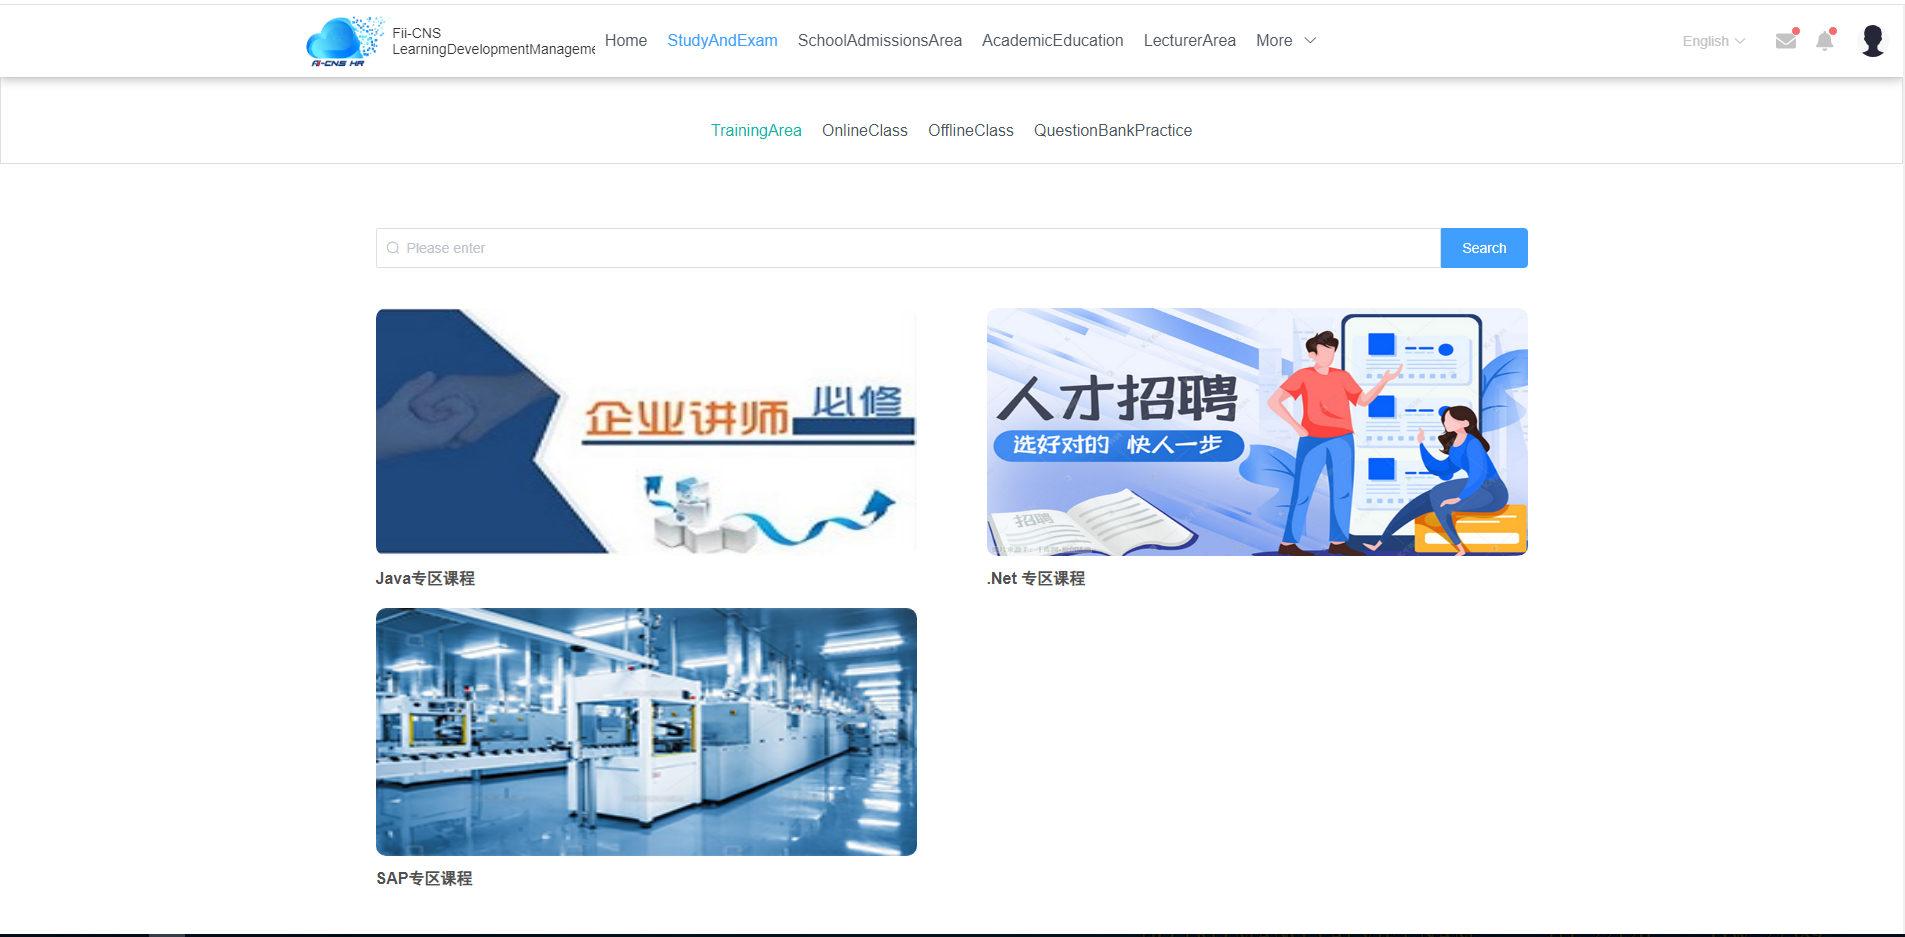 Fii-CNS
LearningDevelopmentManageme
AI-CNS HR
Home StudyAndExam SchoolAdmissionsArea AcademicEducation LecturerArea More
English
TrainingArea OnlineClass OfflineClass QuestionBankPractice
Please enter
Search
企业讲师必修
人才招聘
选好对的 快人一步
招聘
Java专区课程
.Net 专区课程
SAP专区课程